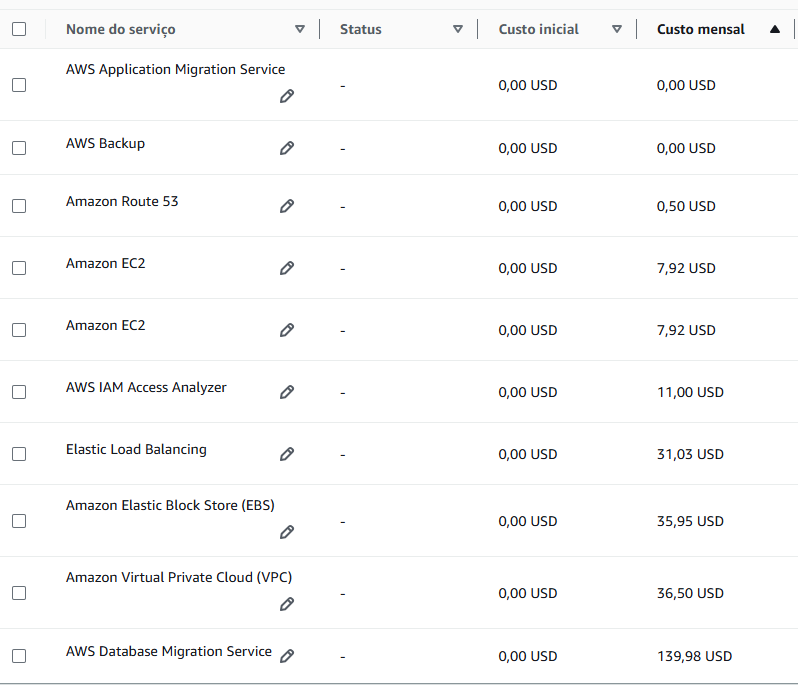 Nome do serviço Status Custo inicial Custo mensal
AWS Application Migration Service - 0,00 USD 0,00 USD
AWS Backup - 0,00 USD 0,00 USD
Amazon Route 53 - 0,00 USD 0,50 USD
Amazon EC2 - 0,00 USD 7,92 USD
Amazon EC2 - 0,00 USD 7,92 USD
AWS IAM Access Analyzer - 0,00 USD 11,00 USD
Elastic Load Balancing - 0,00 USD 31,03 USD
Amazon Elastic Block Store (EBS) - 0,00 USD 35,95 USD
Amazon Virtual Private Cloud (VPC) - 0,00 USD 36,50 USD
AWS Database Migration Service - 0,00 USD 139,98 USD